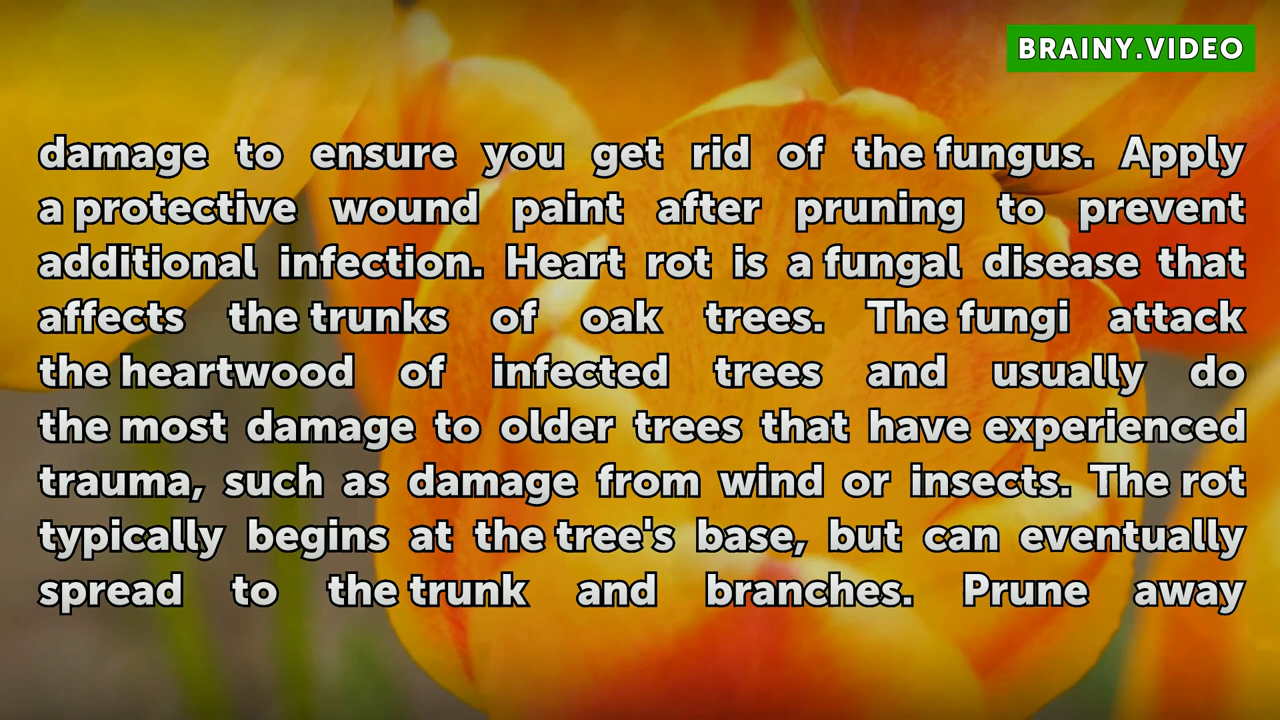 BRAINY.VIDEO
damage to ensure you get rid of the fungus. Apply
a protective wound paint after pruning to prevent
additional infection. Heart rot is a fungal disease that
affects the trunks of oak trees. The fungi attack
the heartwood of infected trees and usually do
the most damage to older trees that have experienced
trauma, such as damage from wind or insects. The rot
typically begins at the tree's base, but can eventually
spread to the trunk and branches. Prune away